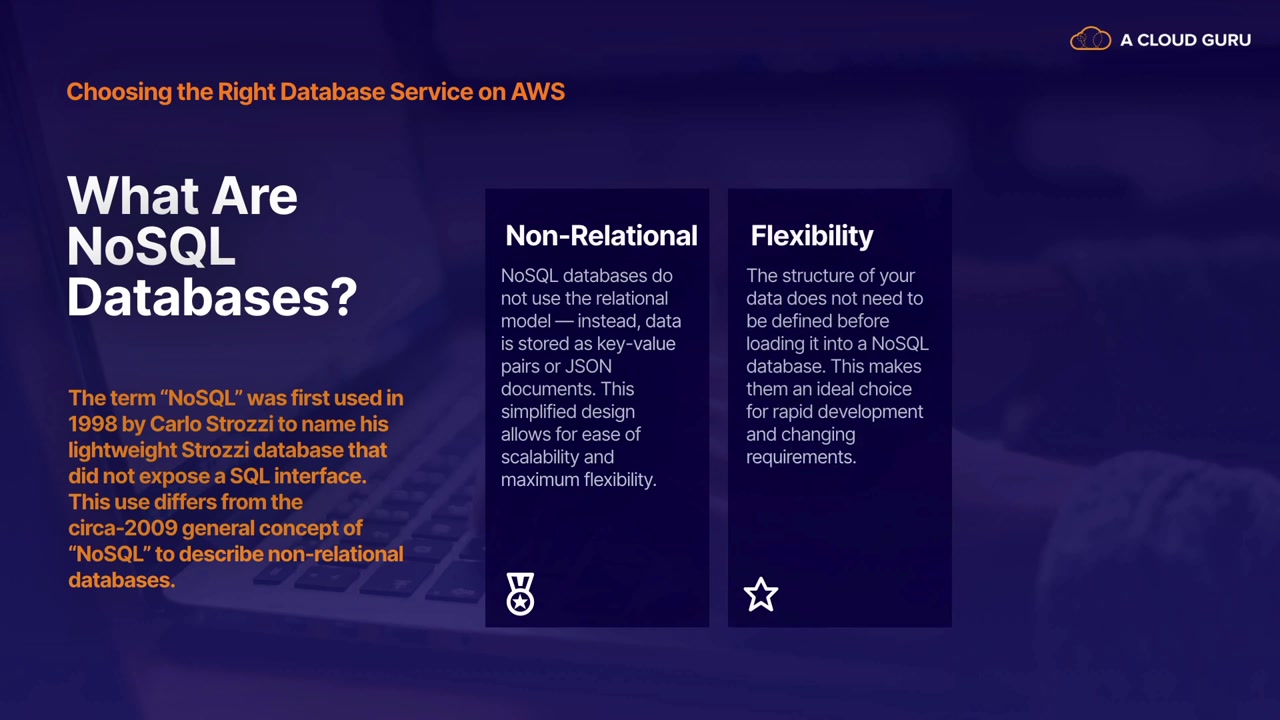 A CLOUD GURU
Choosing the Right Database Service on AWS
What Are
NoSQL
Databases?
The term “NoSQL” was first used in
1998 by Carlo Strozzi to name his
lightweight Strozzi database that
did not expose a SQL interface.
This use differs from the
circa-2009 general concept of
“NoSQL” to describe non-relational
databases.
Non-Relational
NoSQL databases do
not use the relational
model — instead, data
is stored as key-value
pairs or JSON
documents. This
simplified design
allows for ease of
scalability and
maximum flexibility.
Flexibility
The structure of your
data does not need to
be defined before
loading it into a NoSQL
database. This makes
them an ideal choice
for rapid development
and changing
requirements.